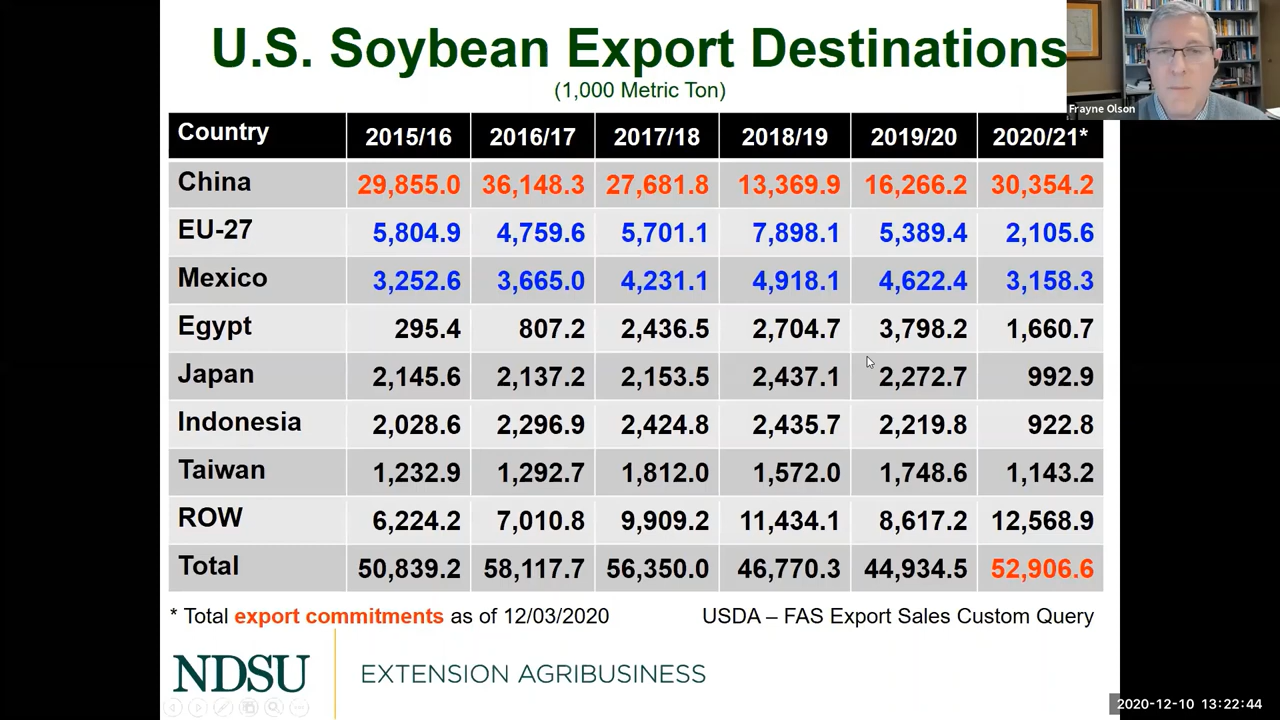 U.S. Soybean Export Destinations
(1,000 Metric Ton)
Frayne Olson
Country 2015/16 2016/17 2017/18 2018/19 2019/20 2020/21*
China 29,855.0 36,148.3 27,681.8 13,369.9 16,266.2 30,354.2
EU-27 5,804.9 4,759.6 5,701.1 7,898.1 5,389.4 2,105.6
Mexico 3,252.6 3,665.0 4,231.1 4,918.1 4,622.4 3,158.3
Egypt 295.4 807.2 2,436.5 2,704.7 3,798.2 1,660.7
Japan 2,145.6 2,137.2 2,153.5 2,437.1 2,272.7 992.9
Indonesia 2,028.6 2,296.9 2,424.8 2,435.7 2,219.8 922.8
Taiwan 1,232.9 1,292.7 1,812.0 1,572.0 1,748.6 1,143.2
ROW 6,224.2 7,010.8 9,909.2 11,434.1 8,617.2 12,568.9
Total 50,839.2 58,117.7 56,350.0 46,770.3 44,934.5 52,906.6
* Total export commitments as of 12/03/2020 USDA – FAS Export Sales Custom Query
NDSU EXTENSION AGRIBUSINESS
2020-12-10 13:22:44